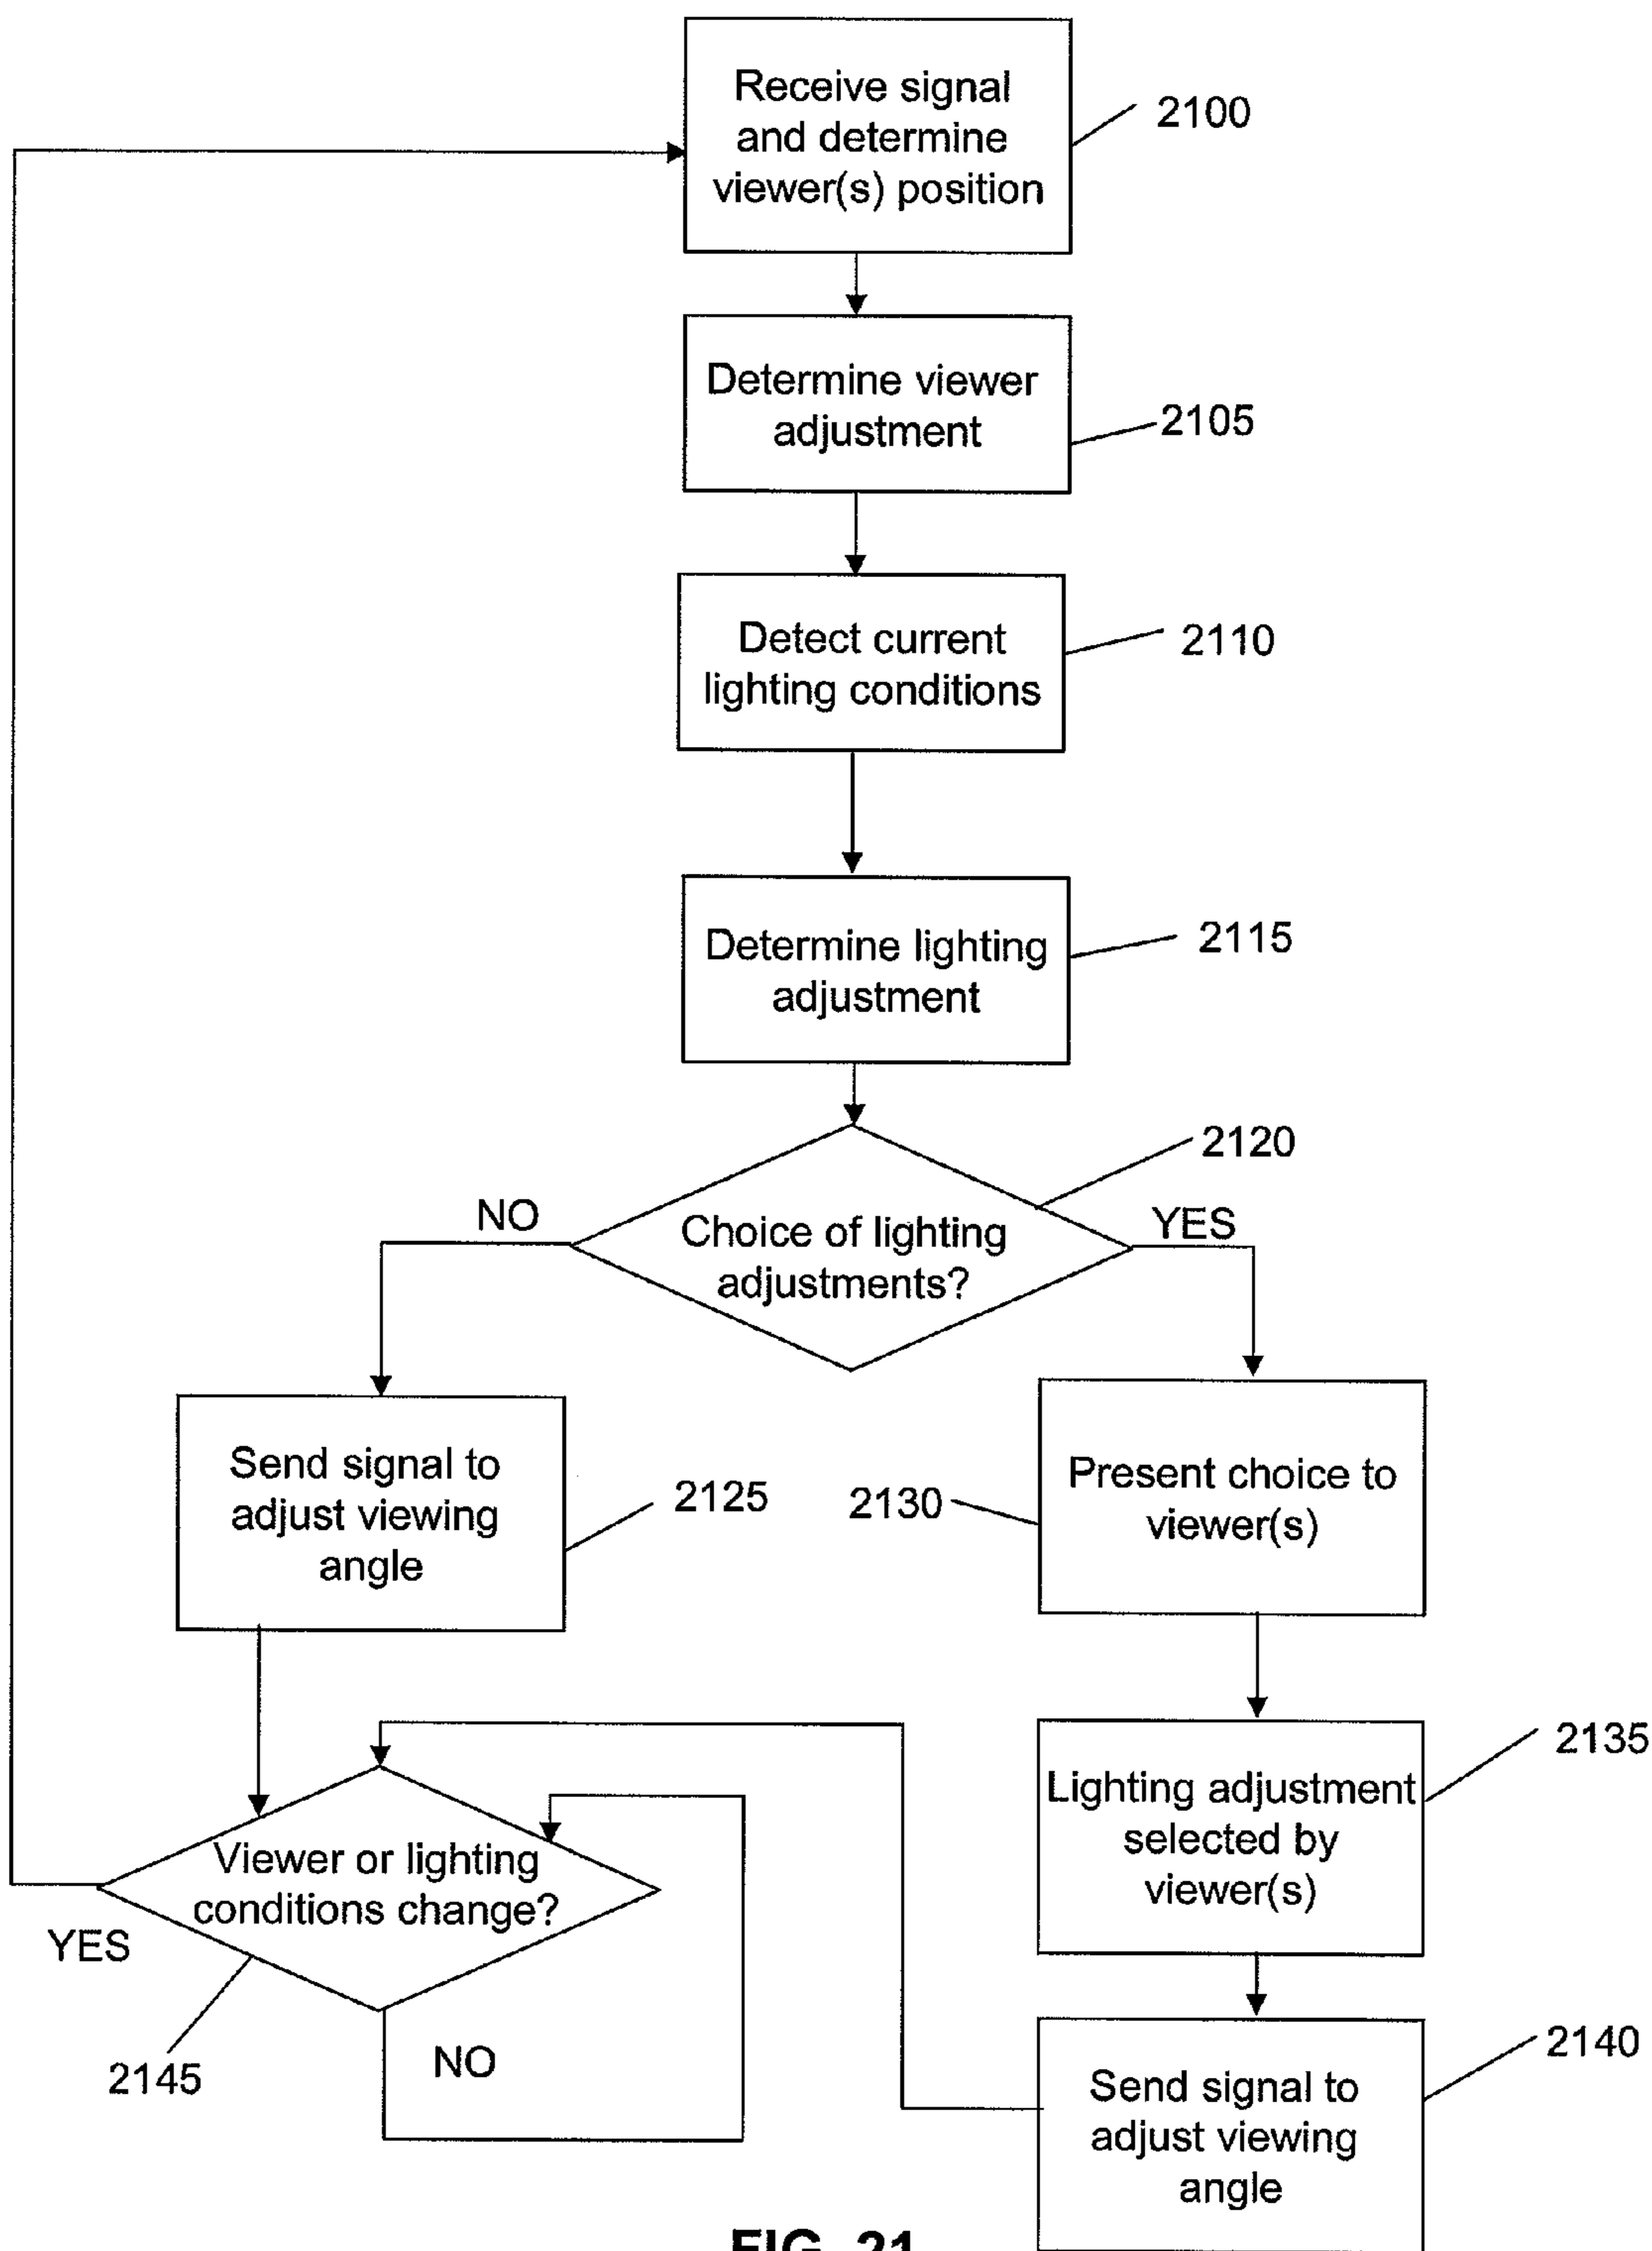 Receive signal
and determine
viewer(s) position
2100
Determine viewer
adjustment
2105
Detect current
lighting conditions
2110
Determine lighting
adjustment
2115
2120
NO
YES
Choice of lighting
adjustments?
Send signal to
adjust viewing
angle
2125
2130
Present choice to
viewer(s)
2135
Lighting adjustment
selected by
viewer(s)
Viewer or lighting
conditions change?
YES
2145
NO
2140
Send signal to
adjust viewing
angle
FIG. 21